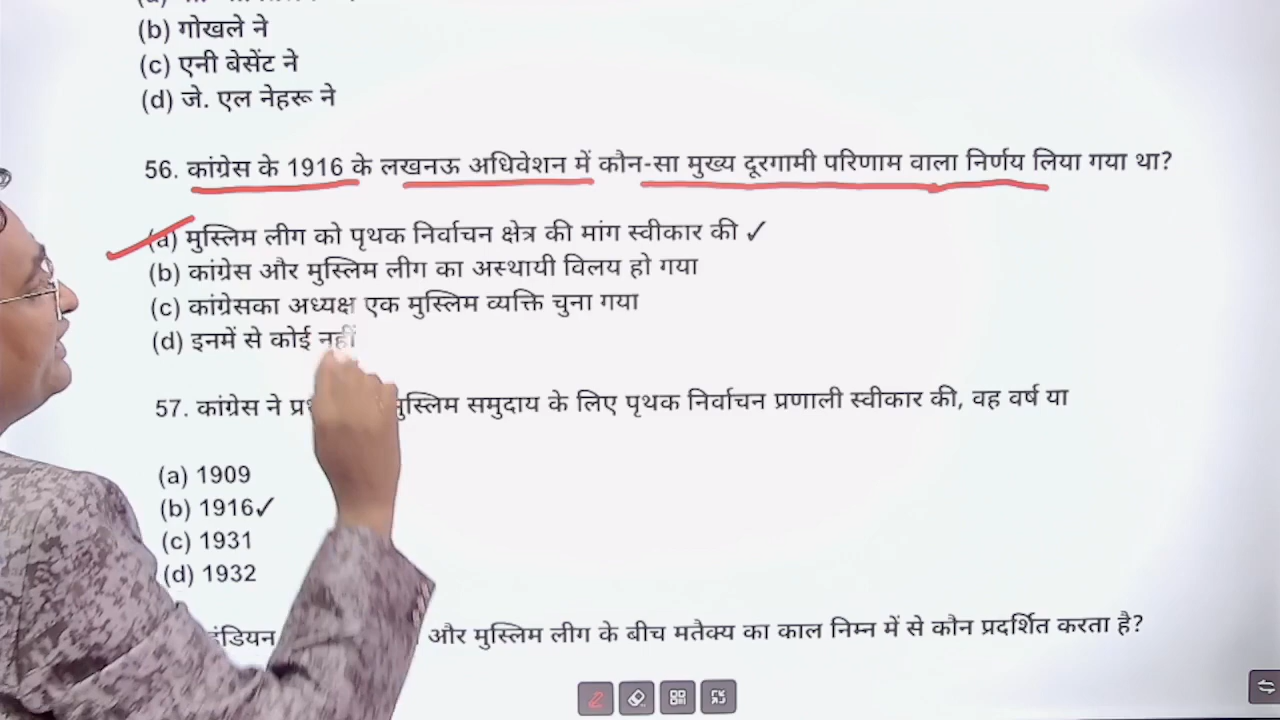 (b) गोखले ने
(c) एनी बेसेंट ने
(d) जे. एल नेहरू ने
56. कांग्रेस के 1916 के लखनऊ अधिवेशन में कौन-सा मुख्य दूरगामी परिणाम वाला निर्णय लिया गया था?
(a) मुस्लिम लीग को पृथक निर्वाचन क्षेत्र की मांग स्वीकार की ✓
(b) कांग्रेस और मुस्लिम लीग का अस्थायी विलय हो गया
(c) कांग्रेसका अध्यक्ष एक मुस्लिम व्यक्ति चुना गया
(d) इनमें से कोई नहीं
57. कांग्रेस ने मुस्लिम समुदाय के लिए पृथक निर्वाचन प्रणाली स्वीकार की, वह वर्ष या
(a) 1909
(b) 1916✓
(c) 1931
(d) 1932
इंडियन और मुस्लिम लीग के बीच मतैक्य का काल निम्न में से कौन प्रदर्शित करता है?